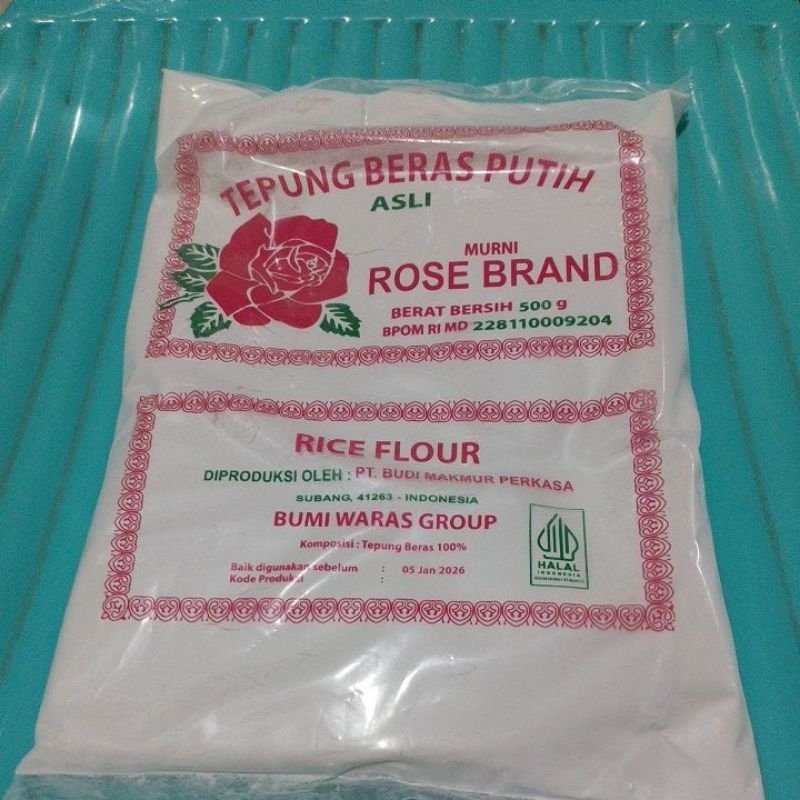 TEPUNG BERAS PUTIH
ASLI
MURNI
ROSE BRAND
BERAT BERSIH 500 g
BPOM RI MD 228110009204
RICE FLOUR
DIPRODUKSI OLEH : PT. BUDI MAKMUR PERKASA
SUBANG, 41263 - INDONESIA
BUMI WARAS GROUP
Komposisi : Tepung Beras 100%
Baik digunakan sebelum : 05 Jan 2026
Kode Produksi :
HALAL
INDONESIA